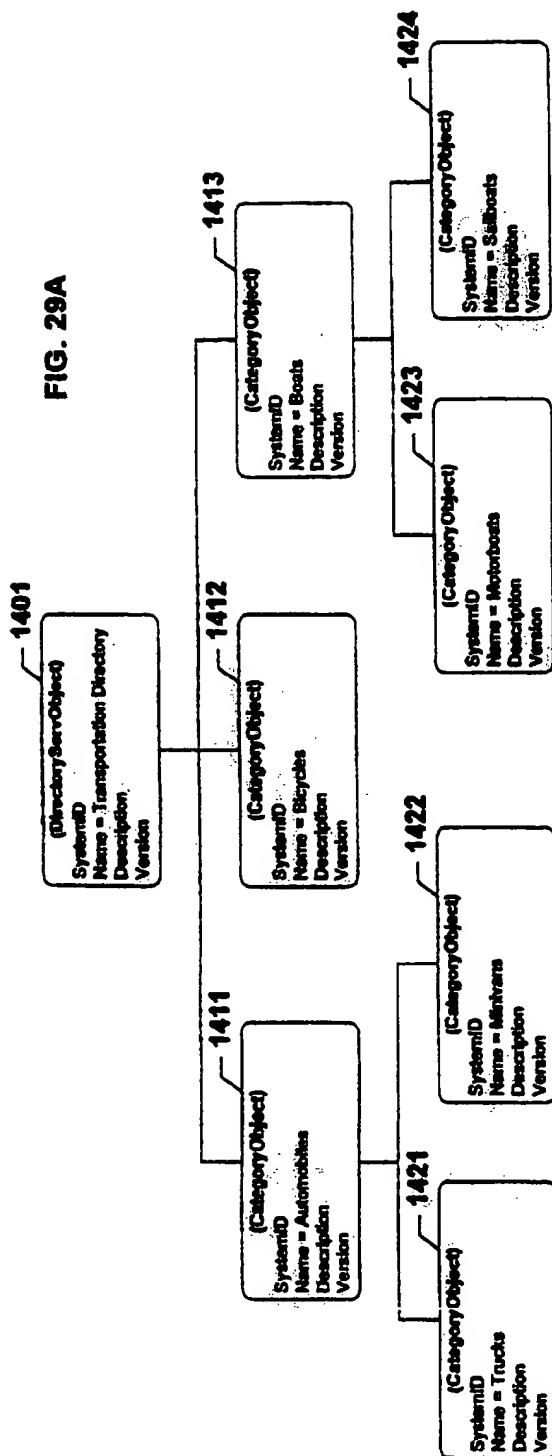 FIG. 29A
1401
(DirectoryServObject)
SystemID
Name = Transportation Directory
Description
Version
1411
(CategoryObject)
SystemID
Name = Automobiles
Description
Version
1412
(CategoryObject)
SystemID
Name = Bicycles
Description
Version
1413
(CategoryObject)
SystemID
Name = Boats
Description
Version
1421
(CategoryObject)
SystemID
Name = Trucks
Description
Version
1422
(CategoryObject)
SystemID
Name = Minivans
Description
Version
1423
(CategoryObject)
SystemID
Name = Motorboats
Description
Version
1424
(CategoryObject)
SystemID
Name = Sailboats
Description
Version